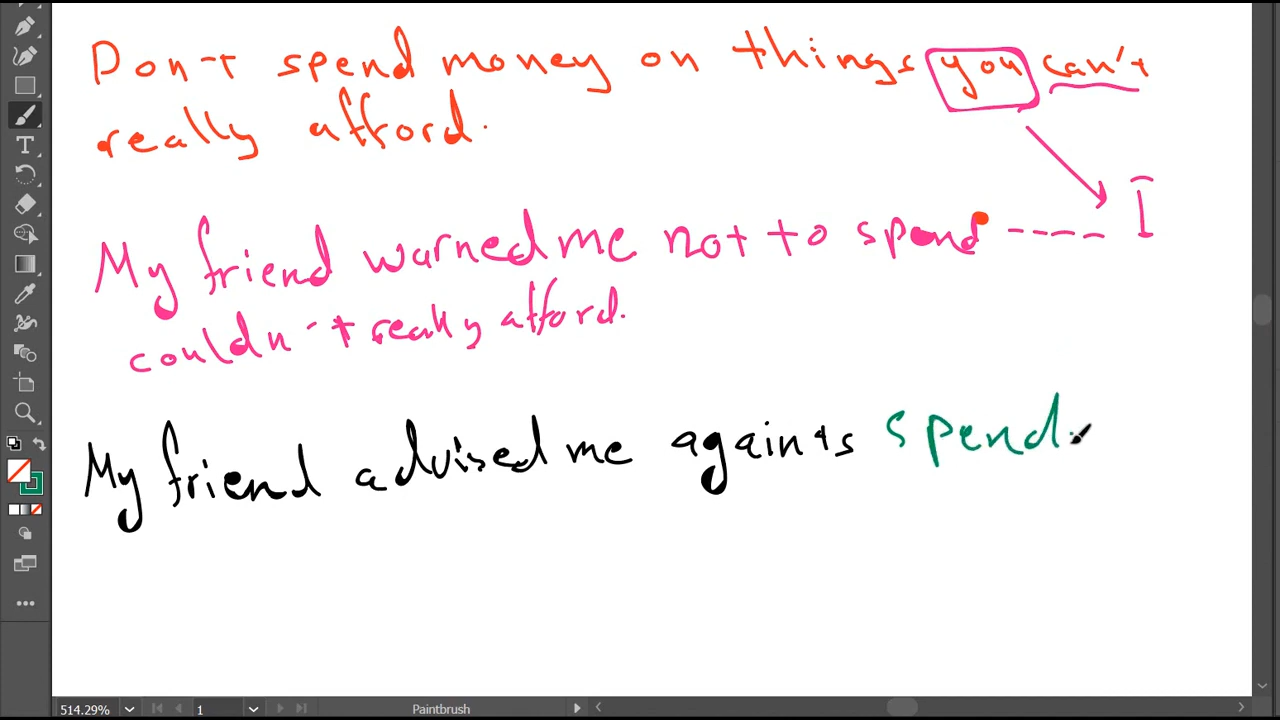 Don't spend money on things you can't
really afford.
My friend warned me not to spend ---- I
couldn't really afford.
My friend advised me againts spend
514.29%
1
Paintbrush